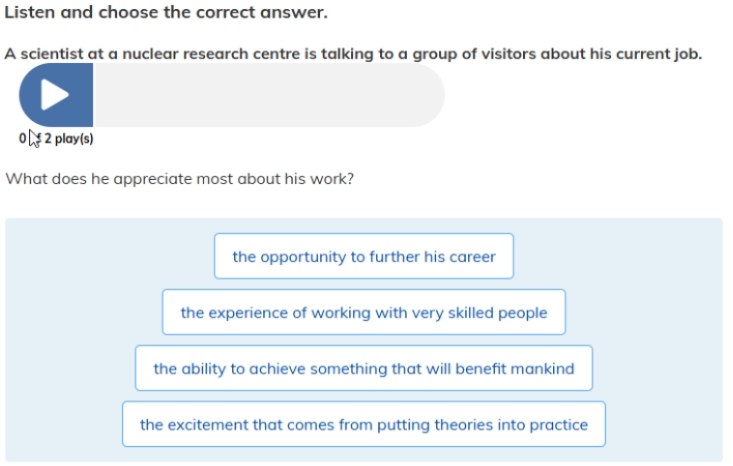 Listen and choose the correct answer.
A scientist at a nuclear research centre is talking to a group of visitors about his current job.
0 2 play(s)
What does he appreciate most about his work?
the opportunity to further his career
the experience of working with very skilled people
the ability to achieve something that will benefit mankind
the excitement that comes from putting theories into practice